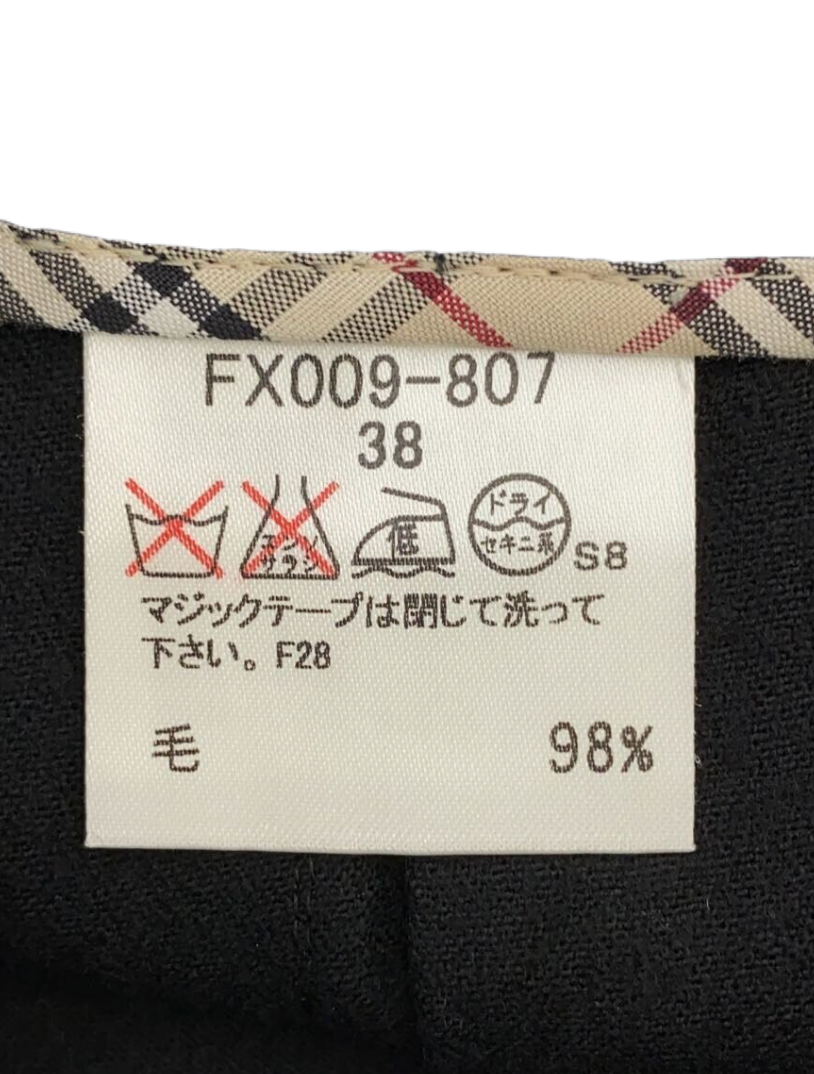 FX009-807
38
エンソ
サラシ
低
ドライ
セキユ系
S8
マジックテープは閉じて洗って
下さい。F28
毛 98%